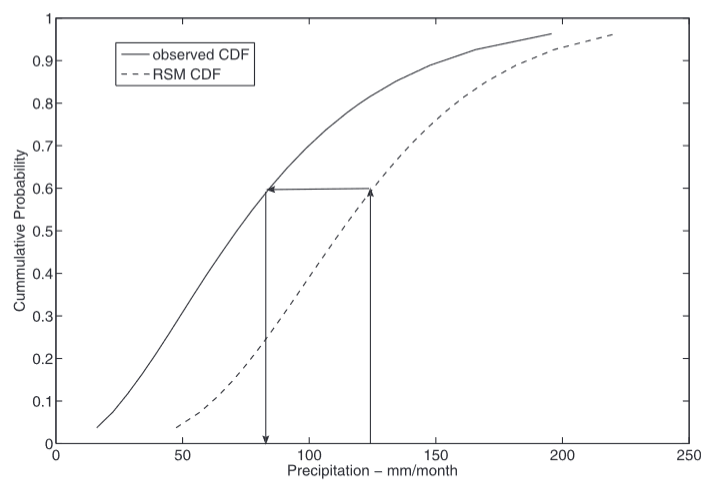 1
0.9
0.8
0.7
0.6
0.5
0.4
0.3
0.2
0.1
0
observed CDF
RSM CDF
Cummulative Probability
0 50 100 150 200 250
Precipitation – mm/month